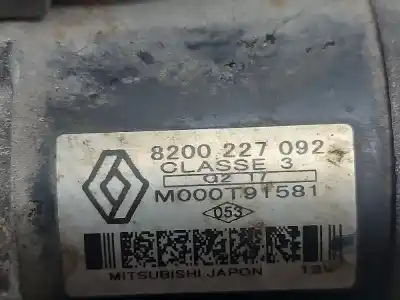 8200 227 092
CLASSE 3
M000T91581
053
MITSUBISHI JAPON 12V